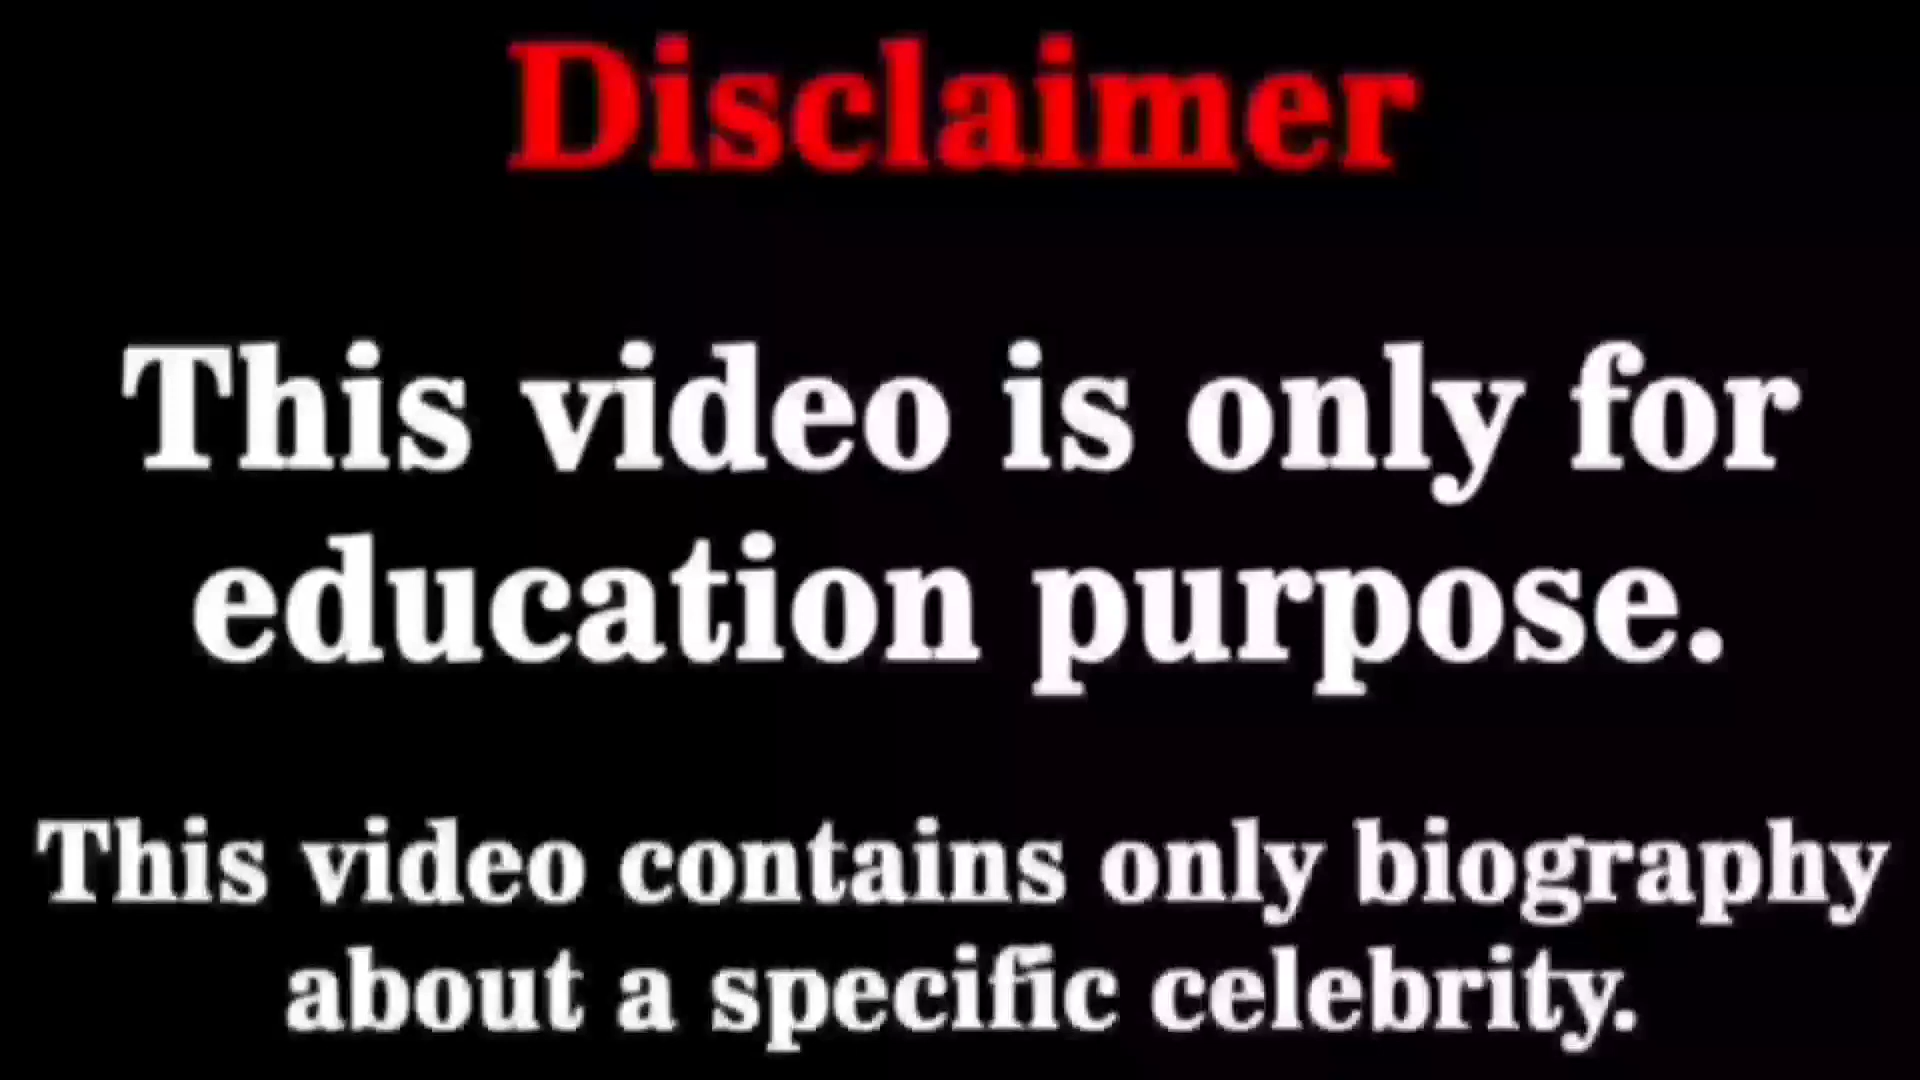 Disclaimer
This video is only for
education purpose.
This video contains only biography
about a specific celebrity.